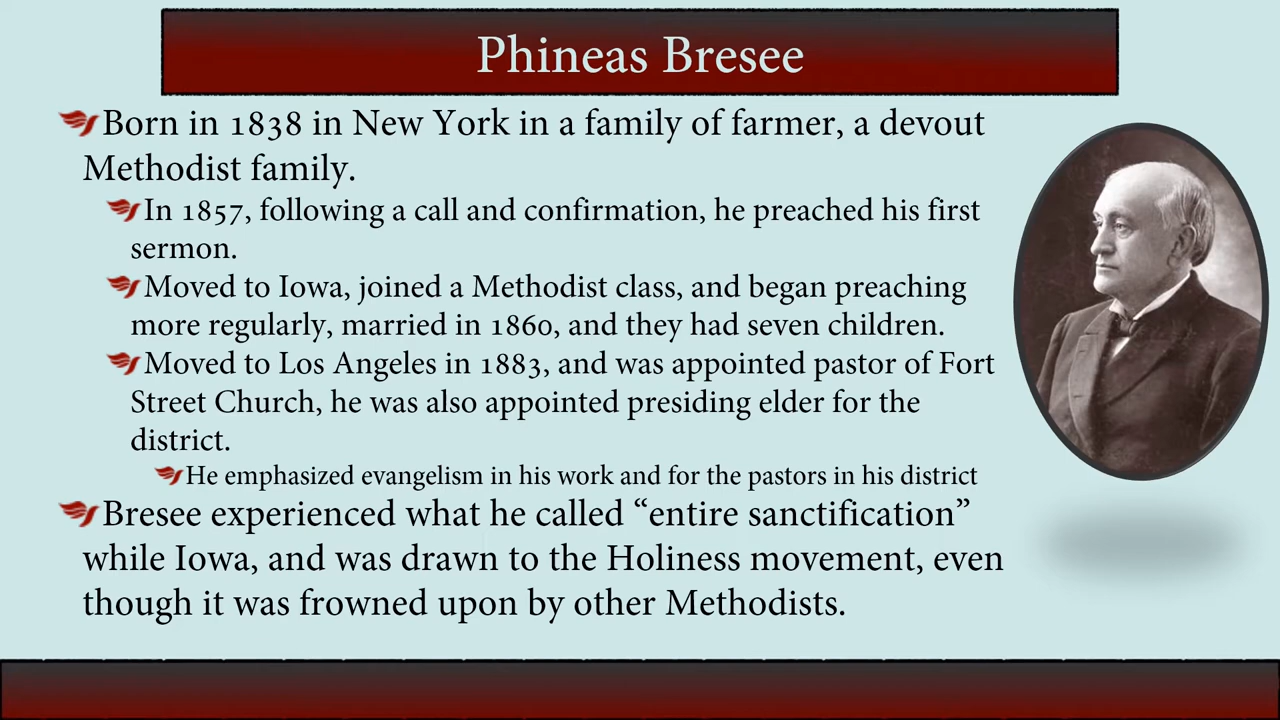 Phineas Bresee
Born in 1838 in New York in a family of farmer, a devout
Methodist family.
In 1857, following a call and confirmation, he preached his first
sermon.
Moved to Iowa, joined a Methodist class, and began preaching
more regularly, married in 1860, and they had seven children.
Moved to Los Angeles in 1883, and was appointed pastor of Fort
Street Church, he was also appointed presiding elder for the
district.
He emphasized evangelism in his work and for the pastors in his district
Bresee experienced what he called “entire sanctification”
while Iowa, and was drawn to the Holiness movement, even
though it was frowned upon by other Methodists.